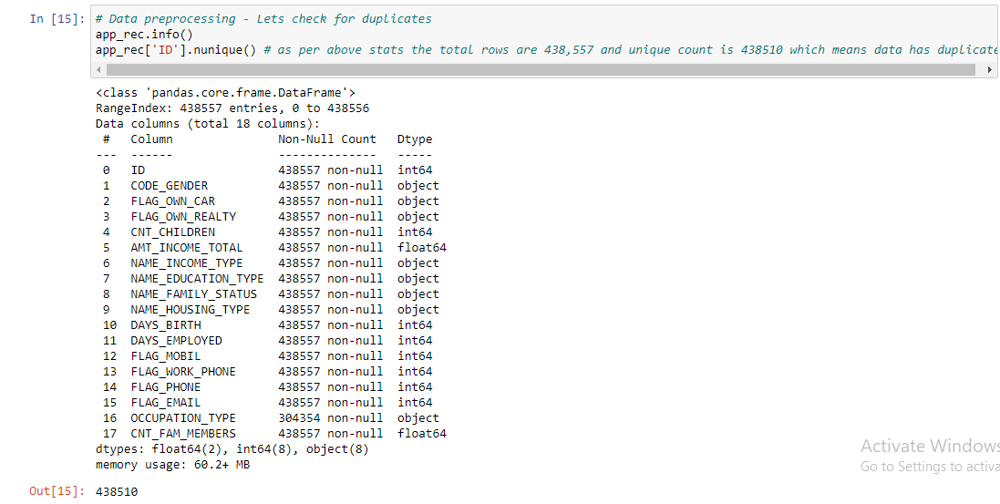 In [15]: # Data preprocessing - Lets check for duplicates
app_rec.info()
app_rec['ID'].nunique() # as per above stats the total rows are 438,557 and unique count is 438510 which means data has duplicate
<class 'pandas.core.frame.DataFrame'>
RangeIndex: 438557 entries, 0 to 438556
Data columns (total 18 columns):
# Column Non-Null Count Dtype
--- ------ -------------- -----
0 ID 438557 non-null int64
1 CODE_GENDER 438557 non-null object
2 FLAG_OWN_CAR 438557 non-null object
3 FLAG_OWN_REALTY 438557 non-null object
4 CNT_CHILDREN 438557 non-null int64
5 AMT_INCOME_TOTAL 438557 non-null float64
6 NAME_INCOME_TYPE 438557 non-null object
7 NAME_EDUCATION_TYPE 438557 non-null object
8 NAME_FAMILY_STATUS 438557 non-null object
9 NAME_HOUSING_TYPE 438557 non-null object
10 DAYS_BIRTH 438557 non-null int64
11 DAYS_EMPLOYED 438557 non-null int64
12 FLAG_MOBIL 438557 non-null int64
13 FLAG_WORK_PHONE 438557 non-null int64
14 FLAG_PHONE 438557 non-null int64
15 FLAG_EMAIL 438557 non-null int64
16 OCCUPATION_TYPE 304354 non-null object
17 CNT_FAM_MEMBERS 438557 non-null float64
dtypes: float64(2), int64(8), object(8)
memory usage: 60.2+ MB
Activate Windows
Go to Settings to activa
Out[15]: 438510